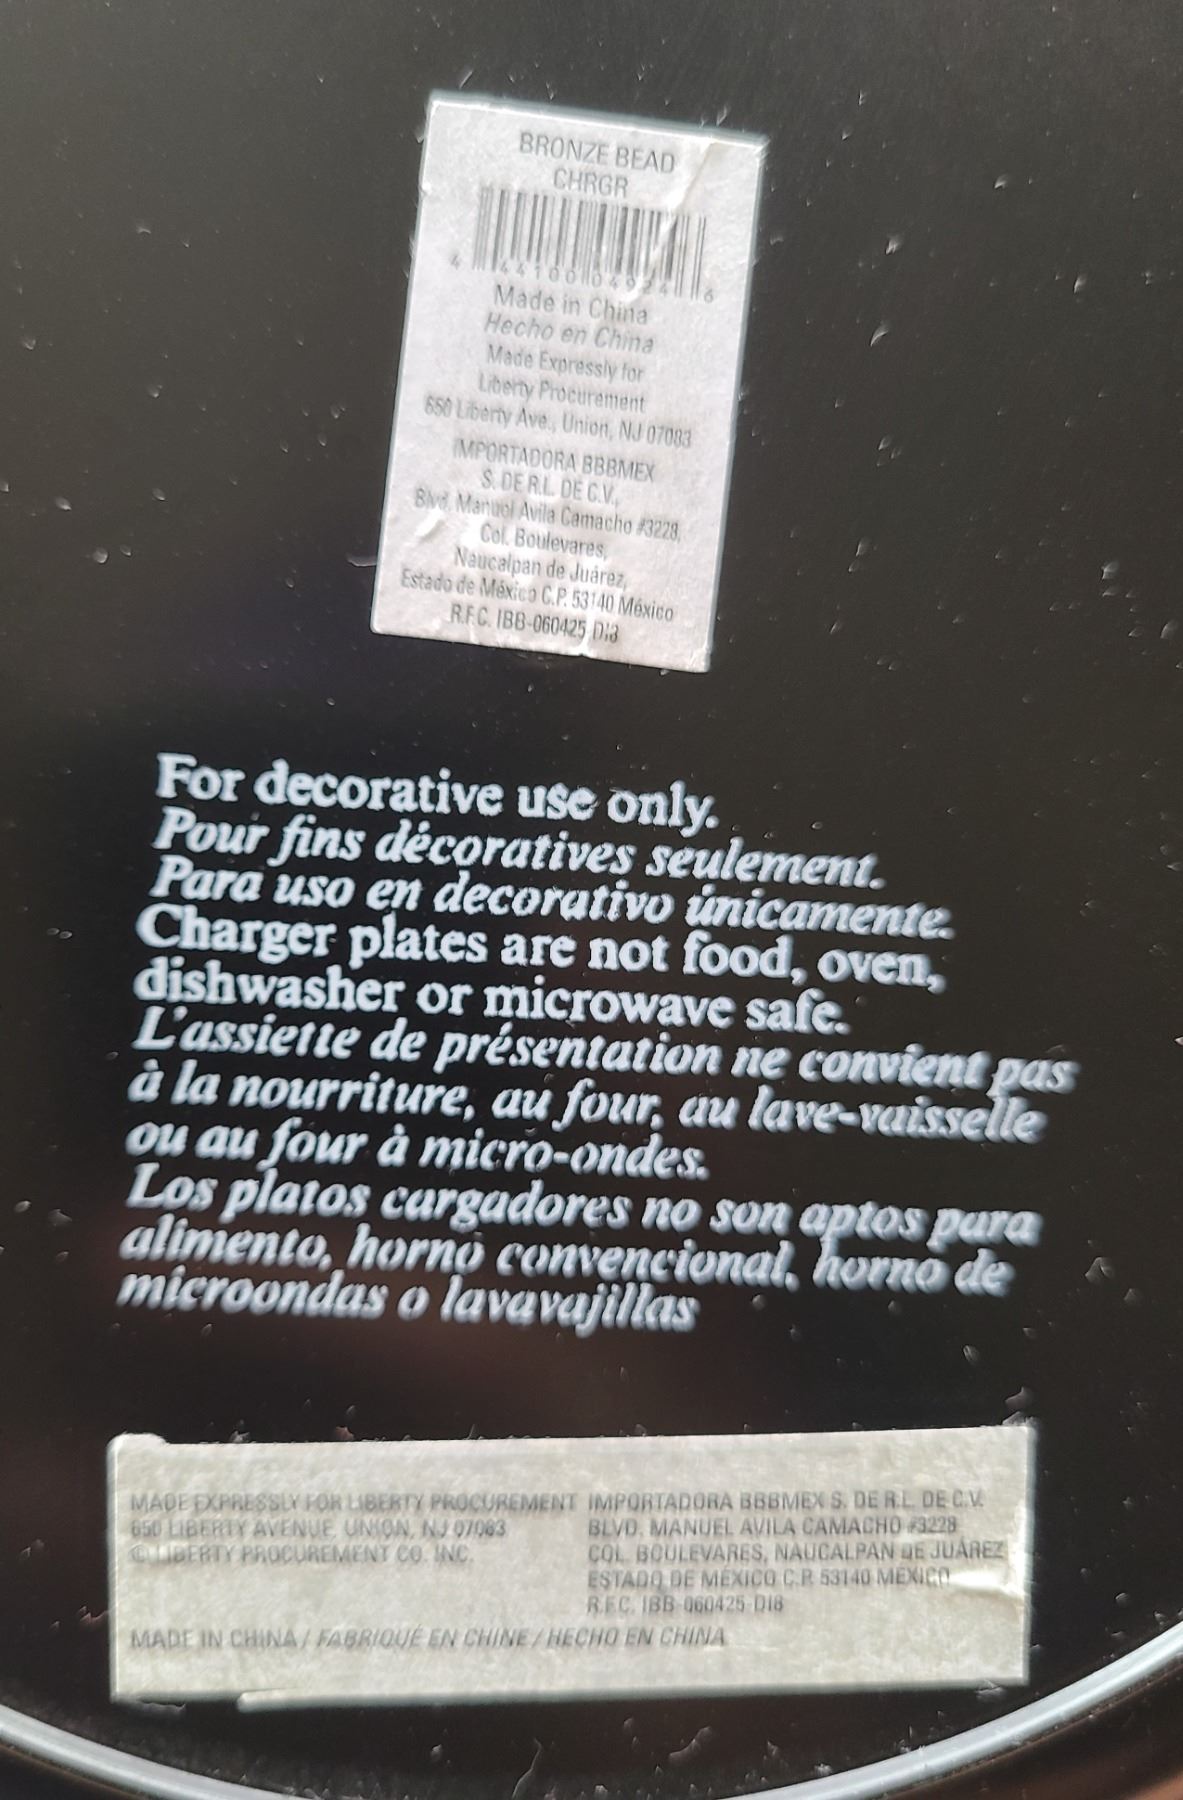 BRONZE BEAD
CHRGR
4 44100 04924 6
Made in China
Hecho en China
Made Expressly for
Liberty Procurement
650 Liberty Ave., Union, NJ 07083
IMPORTADORA BBBMEX
S. DE R.L. DE C.V.,
Blvd. Manuel Avila Camacho #3228,
Col. Boulevares,
Naucalpan de Juárez,
Estado de México C.P. 53140 México
R.F.C. IBB-060425 DI8
For decorative use only.
Pour fins décoratives seulement.
Para uso en decorativo únicamente.
Charger plates are not food, oven,
dishwasher or microwave safe.
L'assiette de présentation ne convient pas
à la nourriture, au four, au lave-vaisselle
ou au four à micro-ondes.
Los platos cargadores no son aptos para
alimento, horno convencional, horno de
microondas o lavavajillas
MADE EXPRESSLY FOR LIBERTY PROCUREMENT
650 LIBERTY AVENUE, UNION, NJ 07083
© LIBERTY PROCUREMENT CO. INC.
IMPORTADORA BBBMEX S. DE R.L. DE C.V.
BLVD. MANUEL AVILA CAMACHO #3228
COL. BOULEVARES, NAUCALPAN DE JUÁREZ
ESTADO DE MÉXICO C.P. 53140 MÉXICO
R.F.C. IBB-060425-DI8
MADE IN CHINA / FABRIQUÉ EN CHINE / HECHO EN CHINA